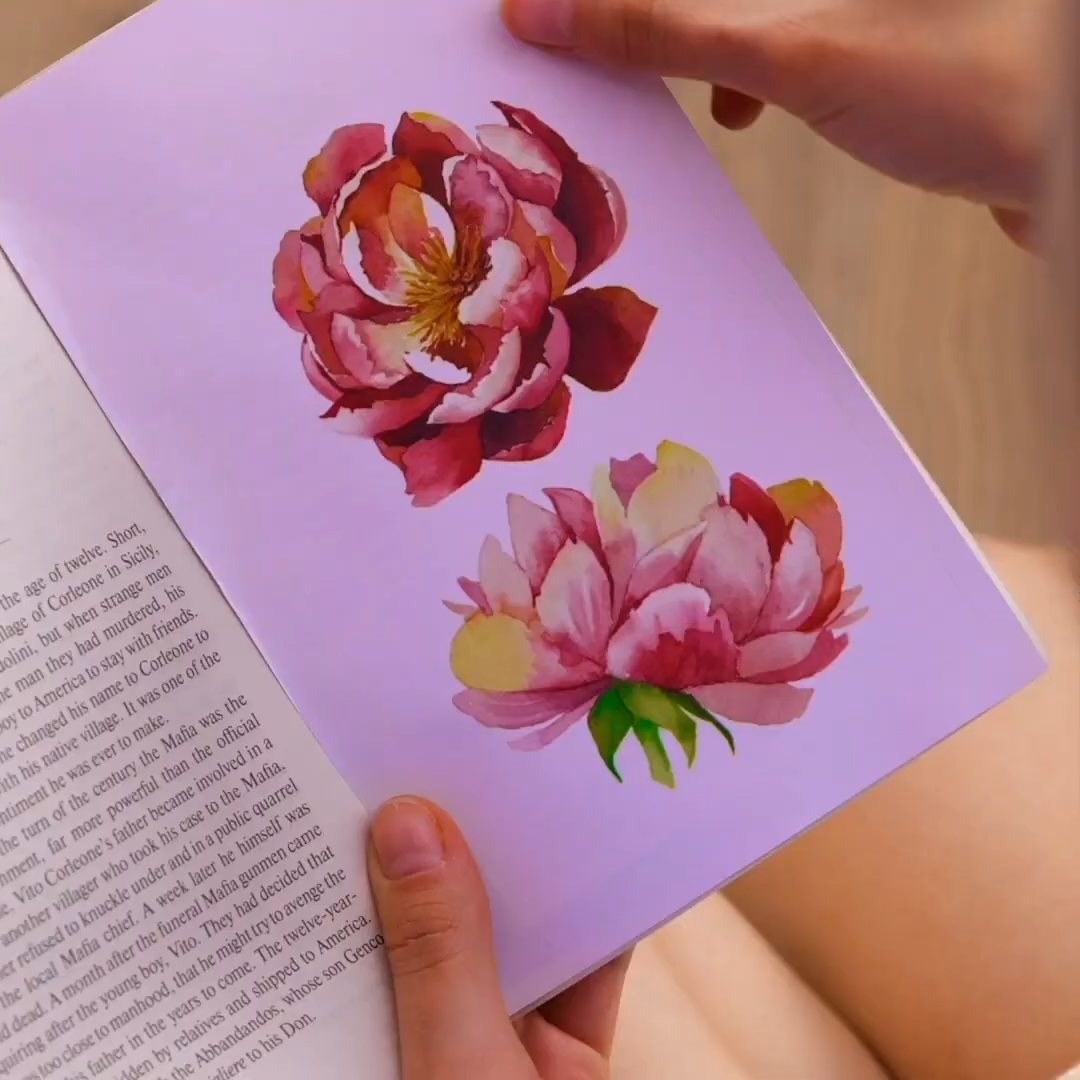 the age of twelve. Short,
llage of Corleone in Sicily,
dolini, but when strange men
he man they had murdered, his
boy to America to stay with friends.
he changed his name to Corleone to
with his native village. It was one of the
ntiment he was ever to make.
the turn of the century the Mafia was the
nment, far more powerful than the official
e. Vito Corleone's father became involved in a
another villager who took his case to the Mafia.
her refused to knuckle under and in a public quarrel
the local Mafia chief. A week later he himself was
d dead. A month after the funeral Mafia gunmen came
quiring after the young boy, Vito. They had decided that
s too close to manhood, that he might try to avenge the
his father in the years to come. The twelve-year-
idden by relatives and shipped to America.
h the Abbandandos, whose son Genco
gliere to his Don.